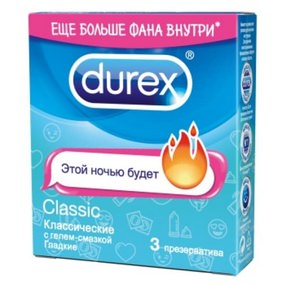 ЕЩЕ БОЛЬШЕ ФАНА ВНУТРИ*
durex®
Этой ночью будет
Classic
Классические
с гелем-смазкой
Гладкие
3 презерватива